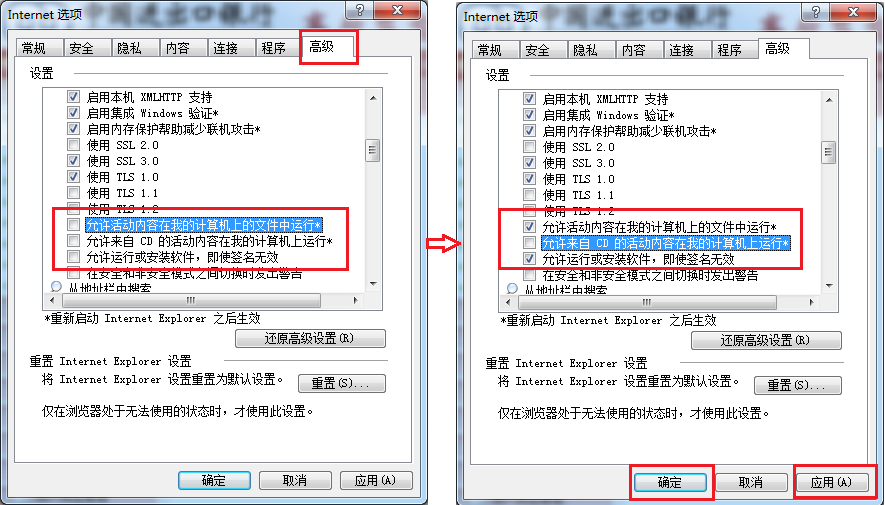 Internet 选项
常规 安全 隐私 内容 连接 程序 高级
设置
启用本机 XMLHTTP 支持
启用集成 Windows 验证*
启用内存保护帮助减少联机攻击*
使用 SSL 2.0
使用 SSL 3.0
使用 TLS 1.0
使用 TLS 1.1
使用 TLS 1.2
允许活动内容在我的计算机上的文件中运行*
允许来自 CD 的活动内容在我的计算机上运行*
允许运行或安装软件，即使签名无效
在安全和非安全模式之间切换时发出警告
从地址栏中搜索
*重新启动 Internet Explorer 之后生效
还原高级设置(R)
重置 Internet Explorer 设置
将 Internet Explorer 设置重置为默认设置。
重置(S)...
仅在浏览器处于无法使用的状态时，才使用此设置。
确定 取消 应用(A)
Internet 选项
中国进出口银行
常规 安全 隐私 内容 连接 程序 高级
设置
启用本机 XMLHTTP 支持
启用集成 Windows 验证*
启用内存保护帮助减少联机攻击*
使用 SSL 2.0
使用 SSL 3.0
使用 TLS 1.0
使用 TLS 1.1
使用 TLS 1.2
允许活动内容在我的计算机上的文件中运行*
允许来自 CD 的活动内容在我的计算机上运行*
允许运行或安装软件，即使签名无效
在安全和非安全模式之间切换时发出警告
从地址栏中搜索
*重新启动 Internet Explorer 之后生效
还原高级设置(R)
重置 Internet Explorer 设置
将 Internet Explorer 设置重置为默认设置。
重置(S)...
仅在浏览器处于无法使用的状态时，才使用此设置。
确定 取消 应用(A)